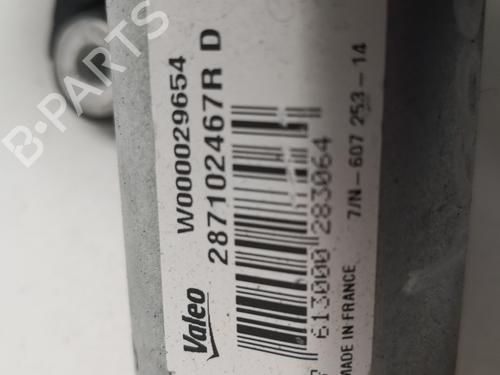 W000029654
287102467R D
Valeo
613000 283064
7/N-607 253-14
MADE IN FRANCE
B-PARTS